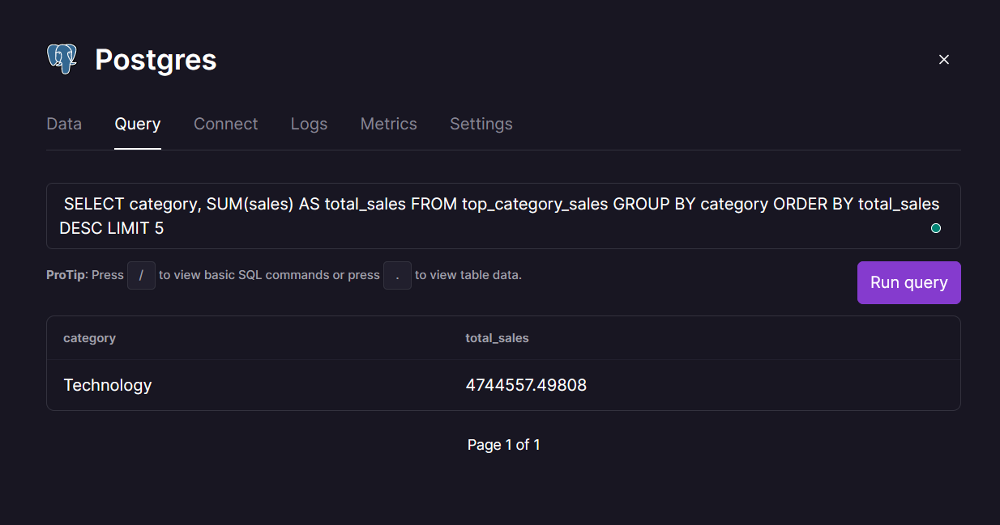 Postgres
Data Query Connect Logs Metrics Settings
SELECT category, SUM(sales) AS total_sales FROM top_category_sales GROUP BY category ORDER BY total_sales
DESC LIMIT 5
ProTip: Press / to view basic SQL commands or press . to view table data.
Run query
category total_sales
Technology 4744557.49808
Page 1 of 1